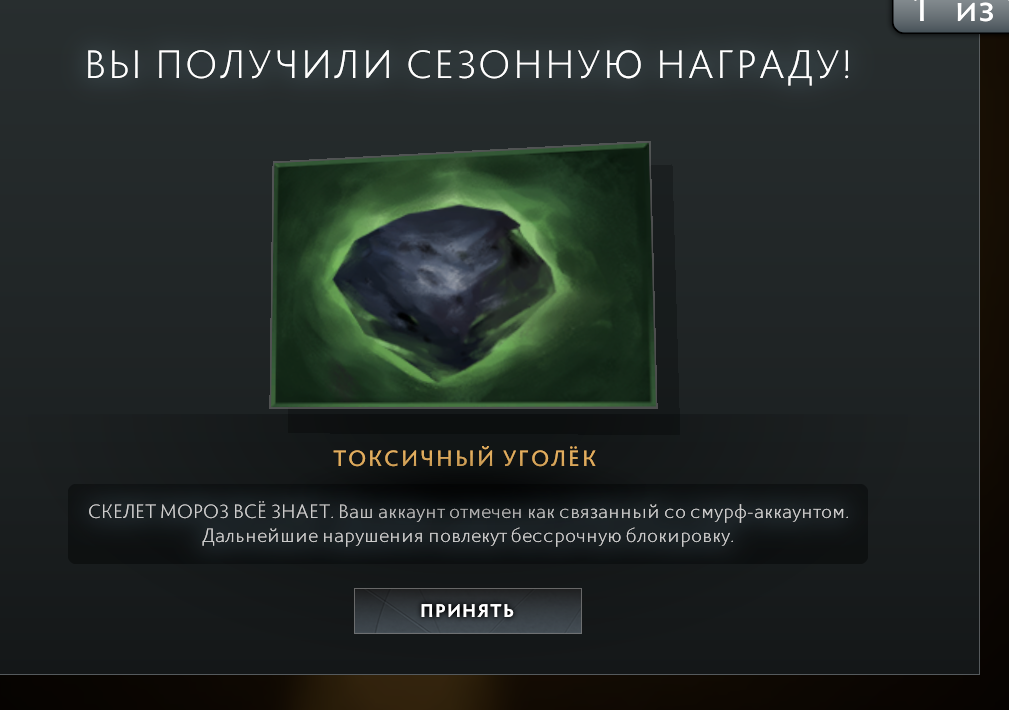 1 из
ВЫ ПОЛУЧИЛИ СЕЗОННУЮ НАГРАДУ!
ТОКСИЧНЫЙ УГОЛЁК
СКЕЛЕТ МОРОЗ ВСЁ ЗНАЕТ. Ваш аккаунт отмечен как связанный со смурф-аккаунтом.
Дальнейшие нарушения повлекут бессрочную блокировку.
ПРИНЯТЬ